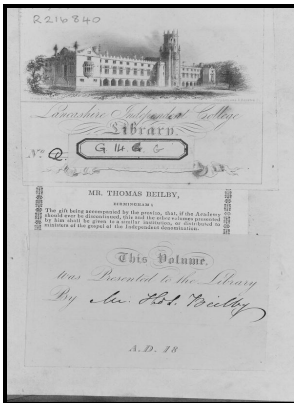 R216840
Lancashire Independent College
Library.
No. 2.
G 14 G G
MR. THOMAS BEILBY,
BIRMINGHAM;
The gift being accompanied by the proviso, that, if the Academy
should ever be discontinued, this and the other volumes presented
by him shall be given to a similar institution, or distributed to
ministers of the gospel of the Independent denomination.
This Volume,
was Presented to the Library
By Mr. Thos. Beilby
A.D. 18